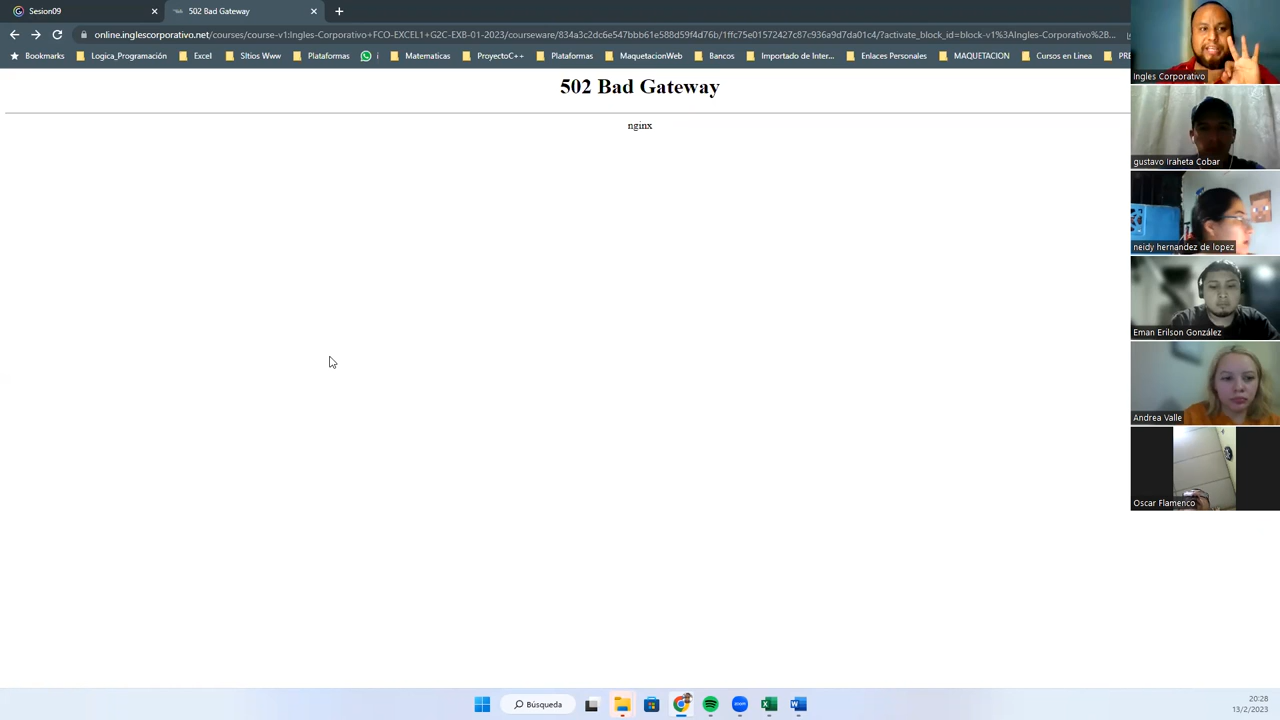 Sesion09
502 Bad Gateway
online.inglescorporativo.net/courses/course-v1:Ingles-Corporativo+FCO-EXCEL1+G2C-EXB-01-2023/courseware/834a3c2dc6e547bbb61e588d59f4d76b/1ffc75e01572427c87c936a9d7da01c4/?activate_block_id=block-v1%3AIngles-Corporativo%2B...
Bookmarks Logica_Programación Excel SItios Www Plataformas i Matematicas ProyectoC++ Plataformas MaquetacionWeb Bancos Importado de Inter... Enlaces Personales MAQUETACION Cursos en Linea PRE
502 Bad Gateway
nginx
Ingles Corporativo
gustavo Iraheta Cobar
neidy hernandez de lopez
Eman Erilson González
Andrea Valle
Oscar Flamenco
Búsqueda
zoom
20:28
13/2/2023